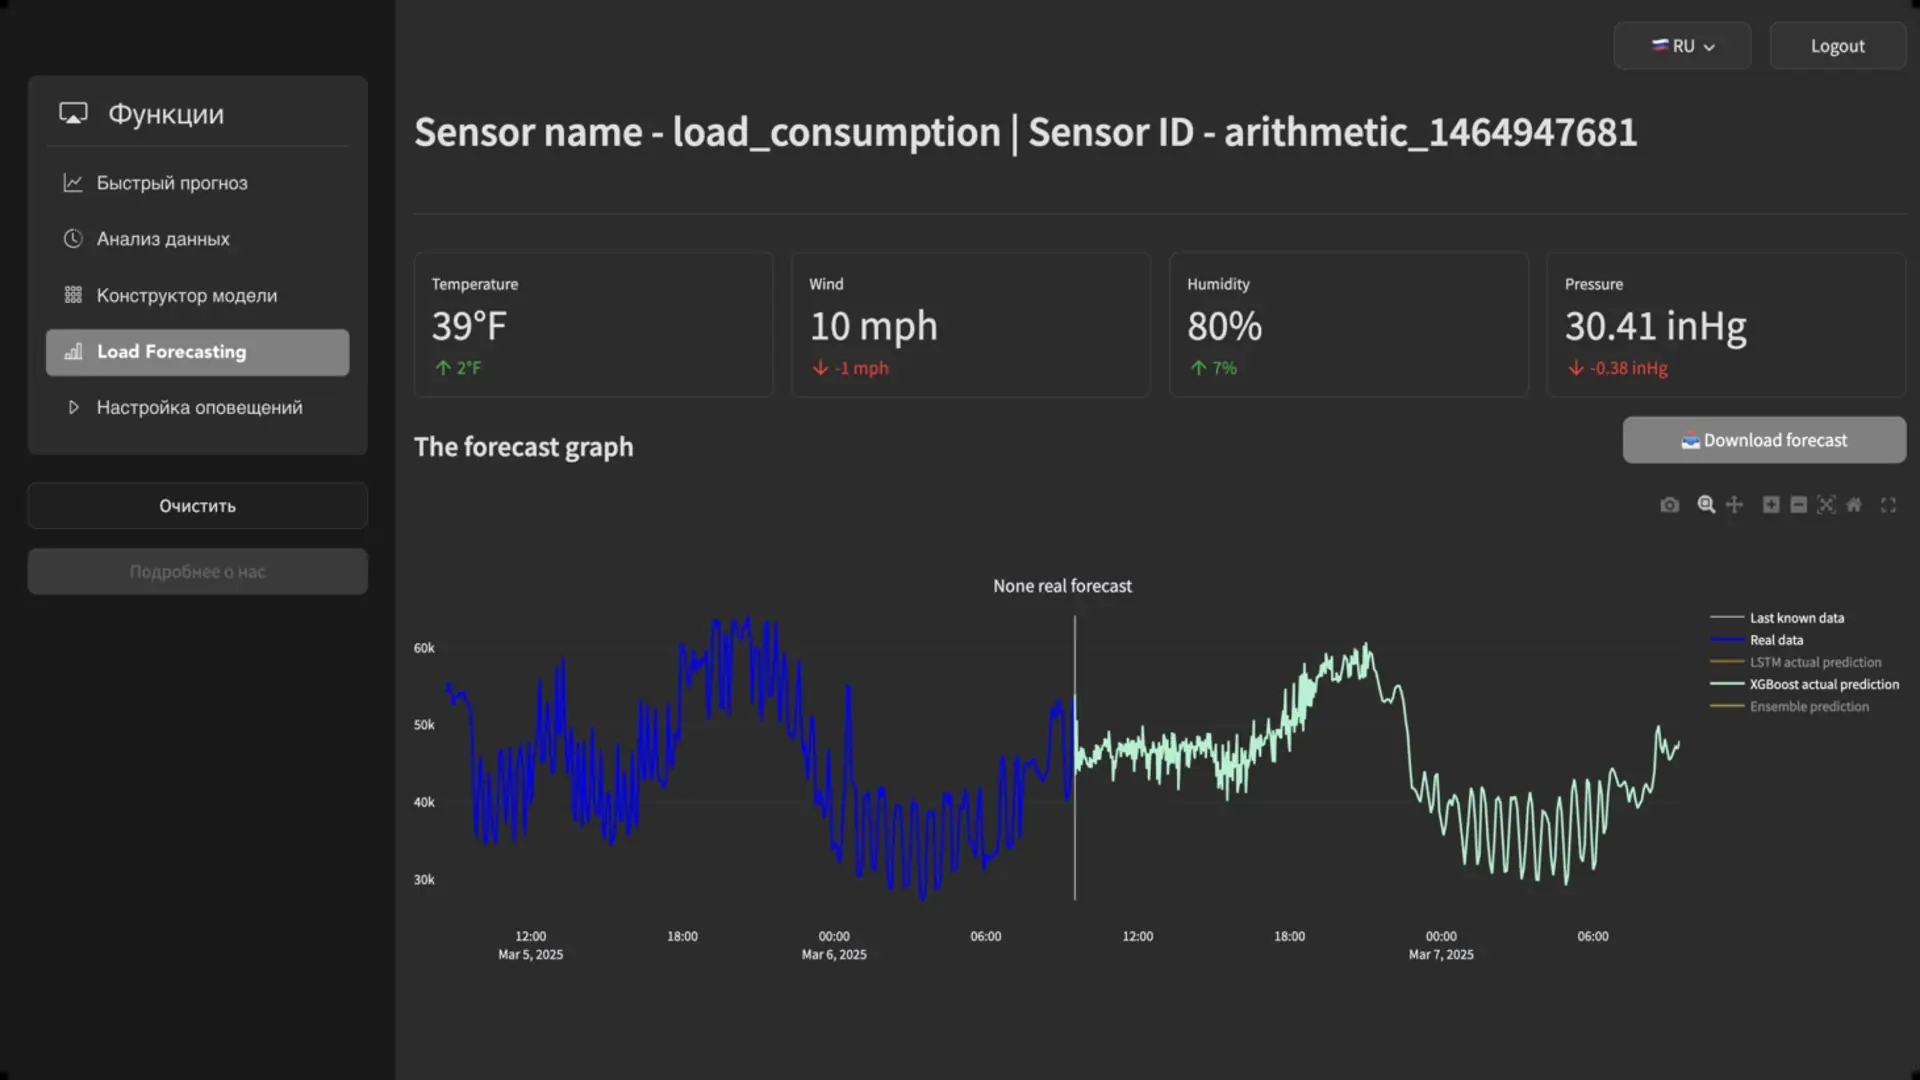 RU
Logout
Функции
Быстрый прогноз
Анализ данных
Конструктор модели
Load Forecasting
Настройка оповещений
Очистить
Подробнее о нас
Sensor name - load_consumption | Sensor ID - arithmetic_1464947681
Temperature
39°F
↑ 2°F
Wind
10 mph
↓ -1 mph
Humidity
80%
↑ 7%
Pressure
30.41 inHg
↓ -0.38 inHg
The forecast graph
Download forecast
None real forecast
60k
50k
40k
30k
12:00
Mar 5, 2025
18:00
00:00
Mar 6, 2025
06:00
12:00
18:00
00:00
Mar 7, 2025
06:00
Last known data
Real data
LSTM actual prediction
XGBoost actual prediction
Ensemble prediction